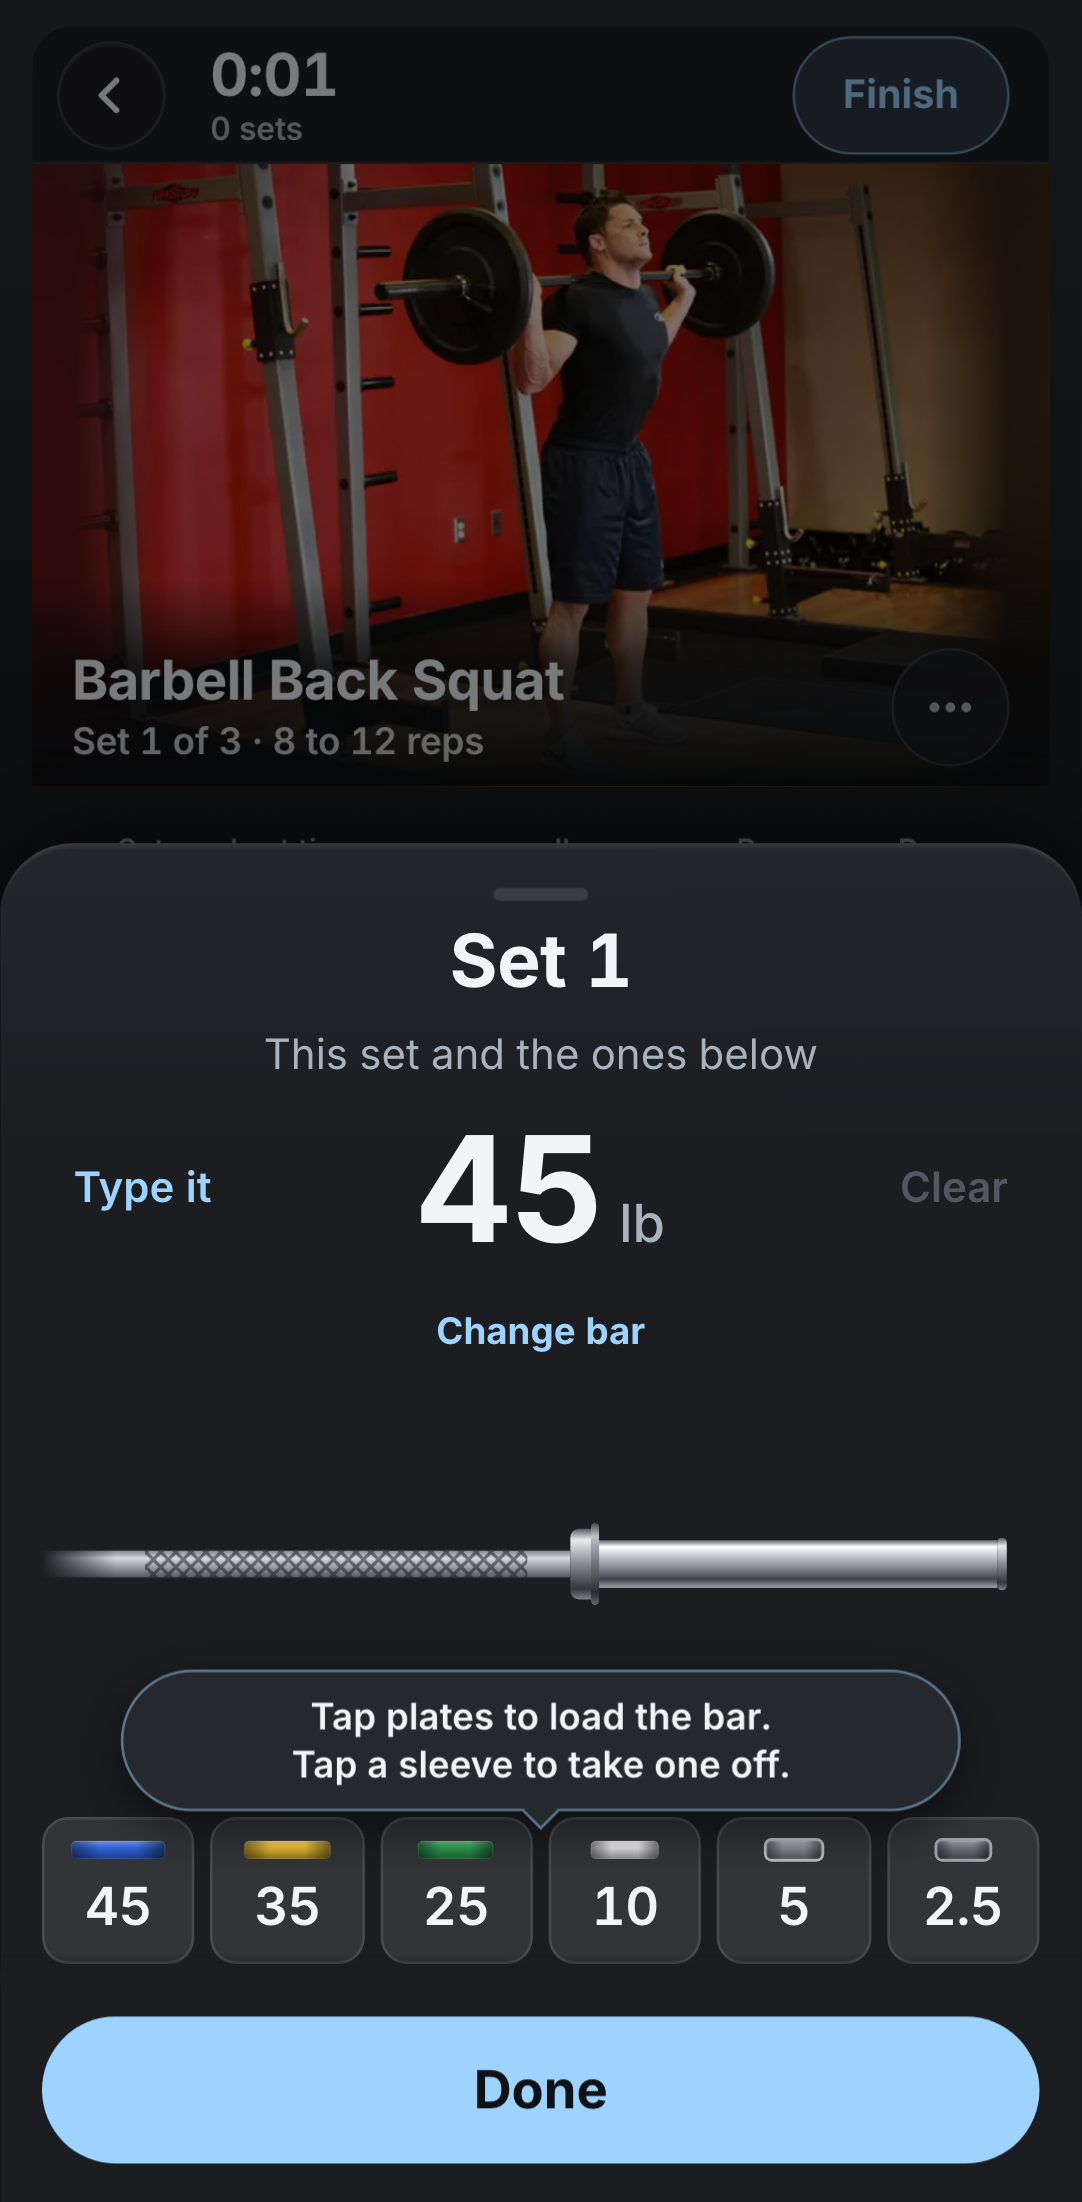 0:01
0 sets
Finish
Barbell Back Squat
Set 1 of 3 · 8 to 12 reps
Set 1
This set and the ones below
Type it
45 lb
Clear
Change bar
Tap plates to load the bar.
Tap a sleeve to take one off.
45
35
25
10
5
2.5
Done